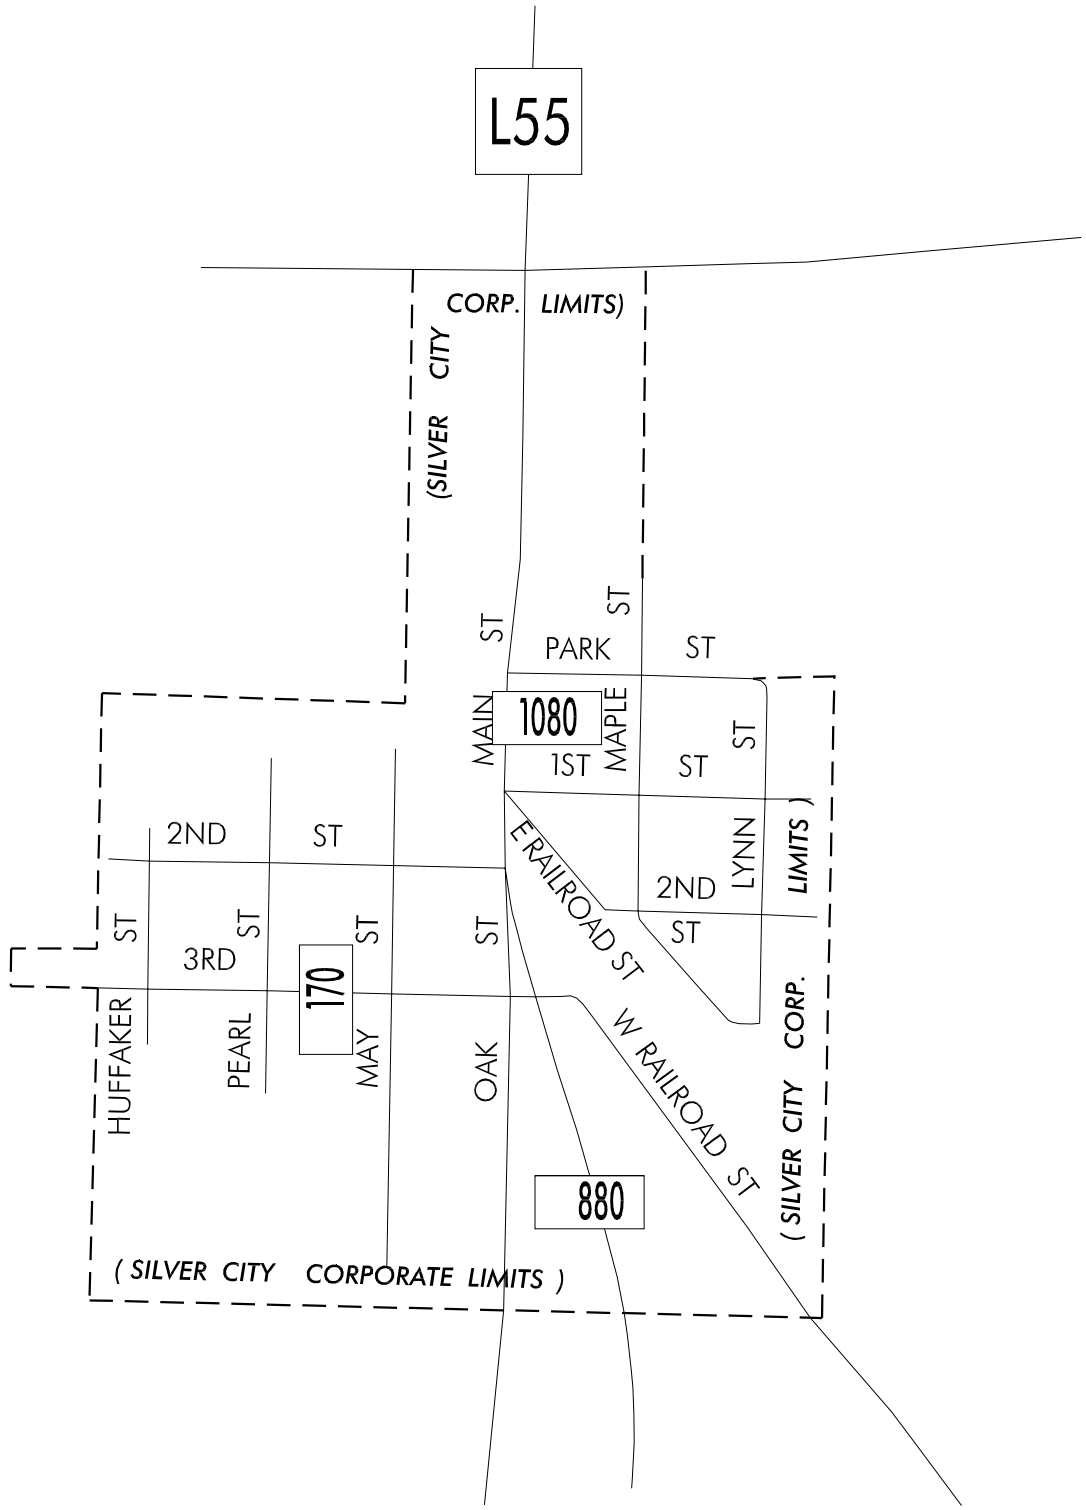 L55
CORP. LIMITS)
(SILVER CITY
ST
ST
PARK ST
MAIN
1080
MAPLE
ST
1ST ST
2ND ST
E RAILROAD ST
LYNN
LIMITS )
2ND
ST
ST
ST
ST
ST
3RD
170
HUFFAKER
PEARL
MAY
OAK
W RAILROAD ST
( SILVER CITY CORP.
880
( SILVER CITY CORPORATE LIMITS )